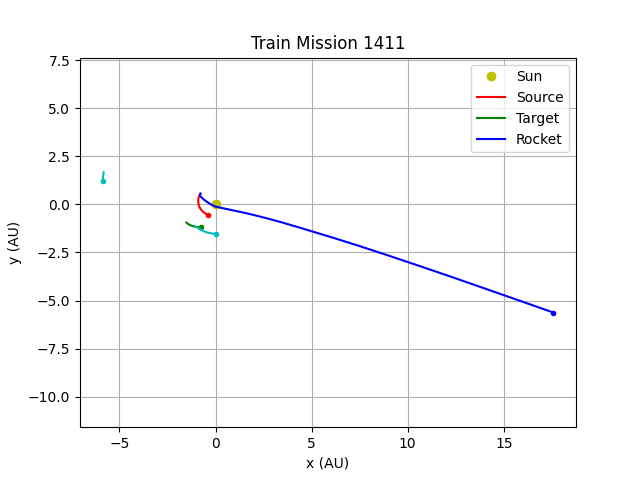 Train Mission 1411
Sun
Source
Target
Rocket
7.5
5.0
2.5
0.0
−2.5
−5.0
−7.5
−10.0
y (AU)
−5
0
5
10
15
x (AU)